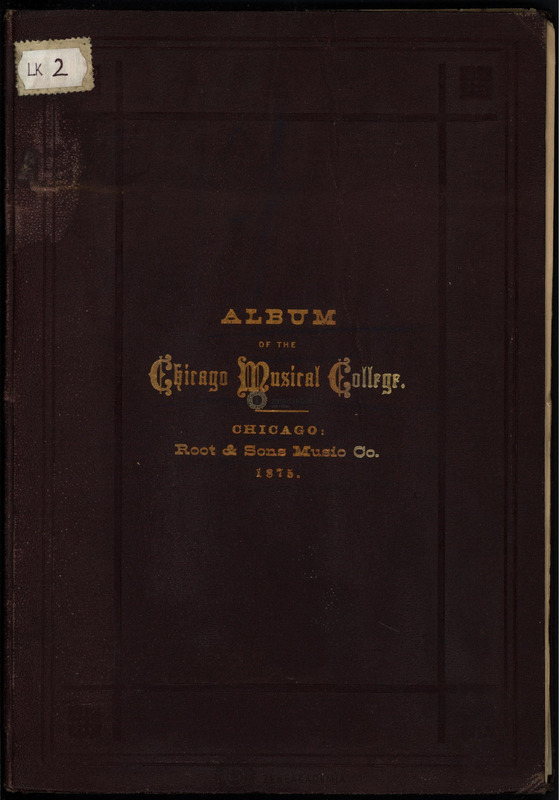 LK 2
ALBUM
OF THE
Chicago Musical College.
CHICAGO:
Root & Sons Music Co.
1875.